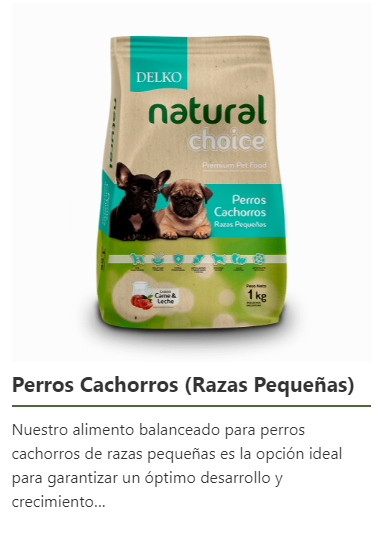 DELKO
natural
choice
Premium Pet Food
Perros
Cachorros
Razas Pequeñas
Carne &
Leche
Peso Neto
1 kg
Perros Cachorros (Razas Pequeñas)
Nuestro alimento balanceado para perros
cachorros de razas pequeñas es la opción ideal
para garantizar un óptimo desarrollo y
crecimiento...